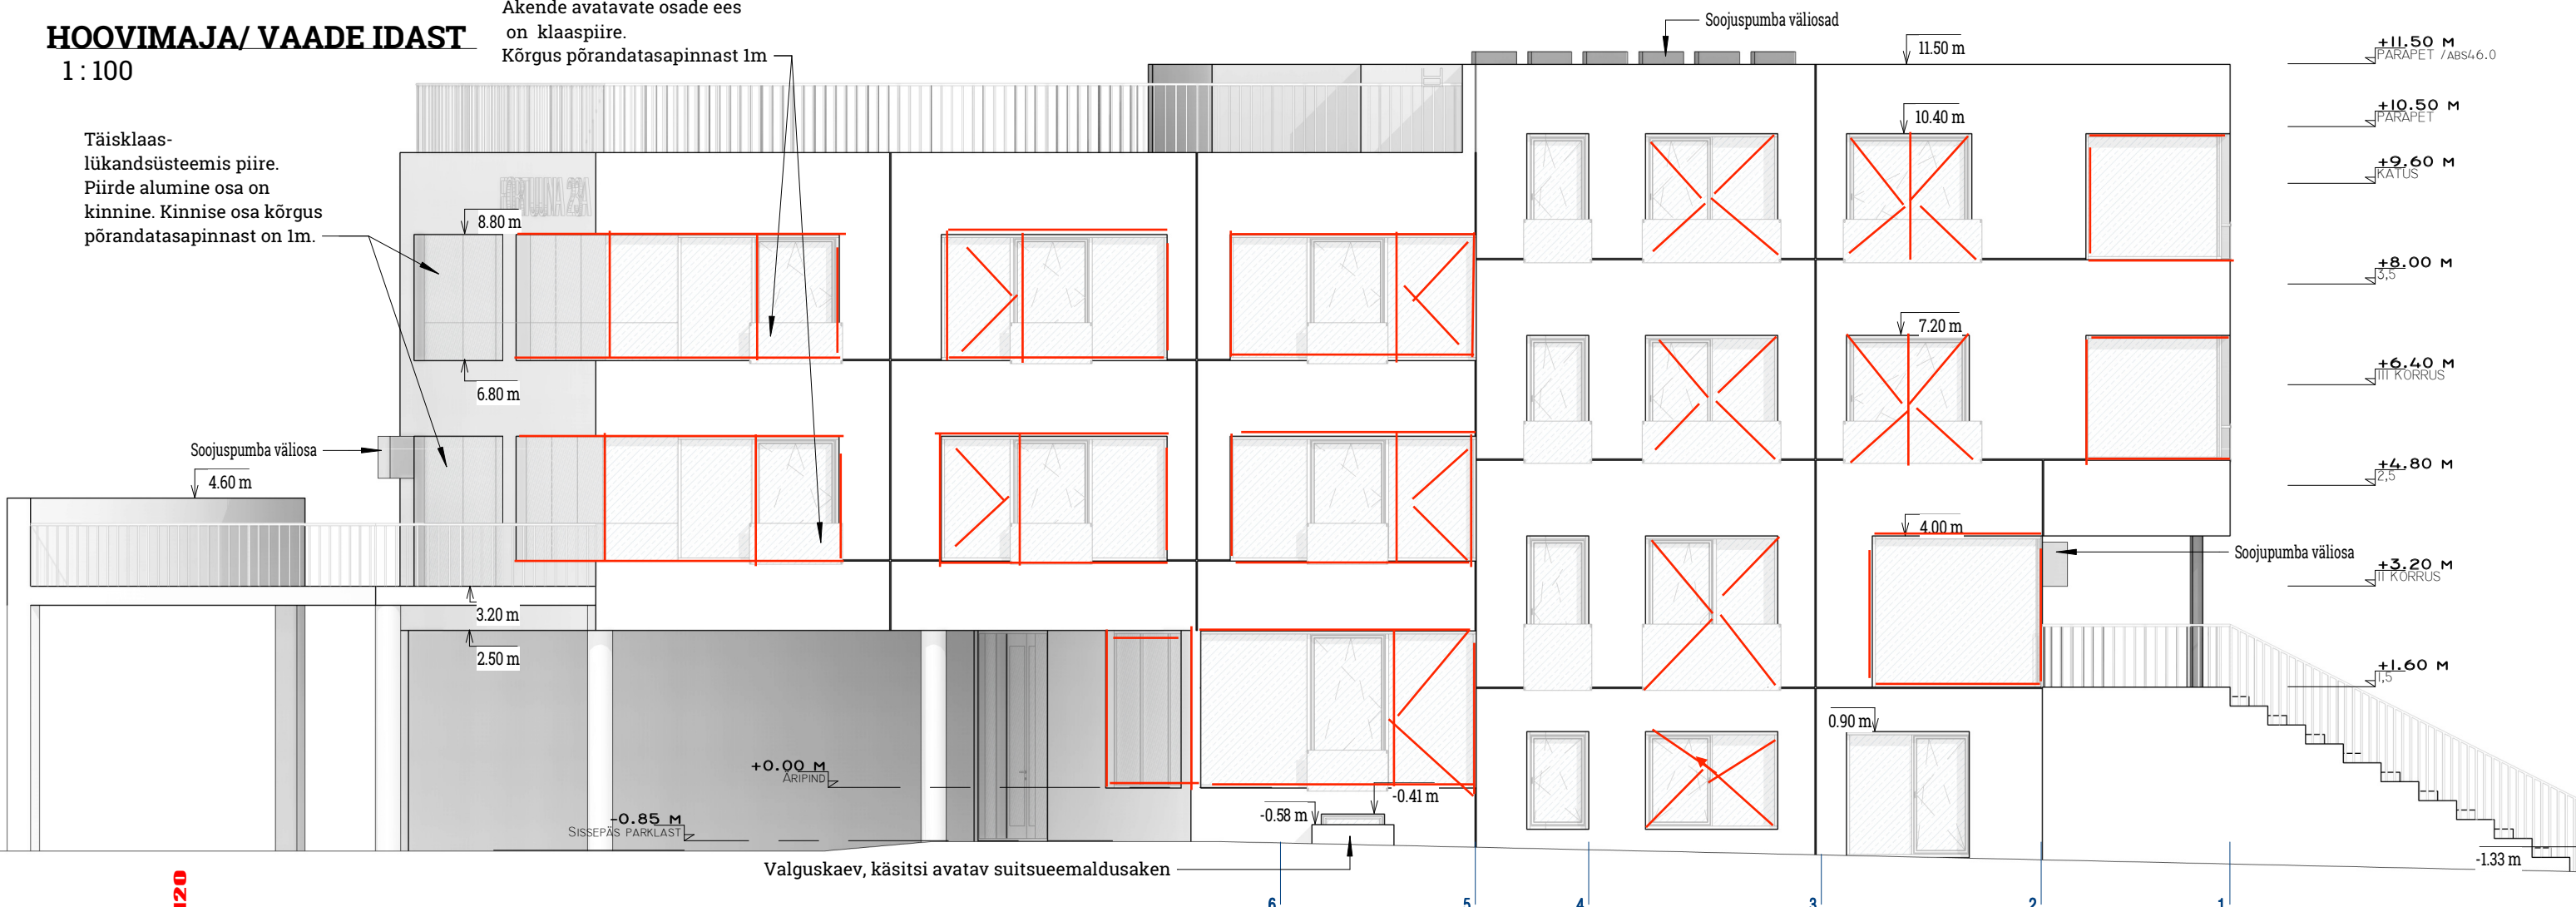 HOOVIMAJA/ VAADE IDAST
1 : 100
Akende avatavate osade ees
on klaaspiire.
Kõrgus põrandatasapinnast 1m
Täisklaas-
lükandsüsteemis piire.
Piirde alumine osa on
kinnine. Kinnise osa kõrgus
põrandatasapinnast on 1m.
Soojuspumba väliosad
11.50 m
10.40 m
8.80 m
7.20 m
6.80 m
Soojuspumba väliosa
4.60 m
4.00 m
Soojupumba väliosa
3.20 m
2.50 m
0.90 m
+0.00 M
ÄRIPIND
-0.85 M
SISSEPÄS PARKLAST
-0.41 m
-0.58 m
Valguskaev, käsitsi avatav suitsueemaldusaken
-1.33 m
+11.50 M
PARAPET /ABS46.0
+10.50 M
PARAPET
+9.60 M
KATUS
+8.00 M
3,5
+6.40 M
III KORRUS
+4.80 M
2,5
+3.20 M
II KORRUS
+1.60 M
1,5
6
5
4
3
2
1